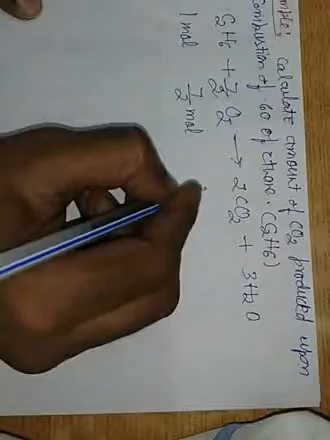 mple: calculate amount of CO2 produced upon
combustion of 60 of ethane. (C2H6)
C2H6 + 7/2 O2 → 2CO2 + 3H2O
1 mol 7/2 mol